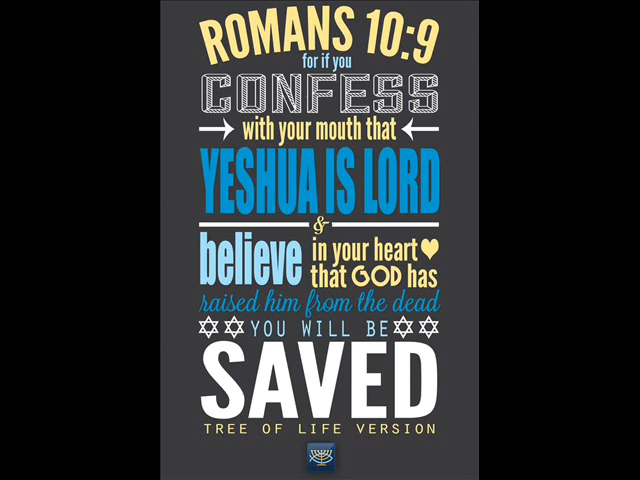 ROMANS 10:9
for if you
CONFESS
with your mouth that
YESHUA IS LORD
&
believe in your heart
that GOD has
raised him from the dead
YOU WILL BE
SAVED
TREE OF LIFE VERSION